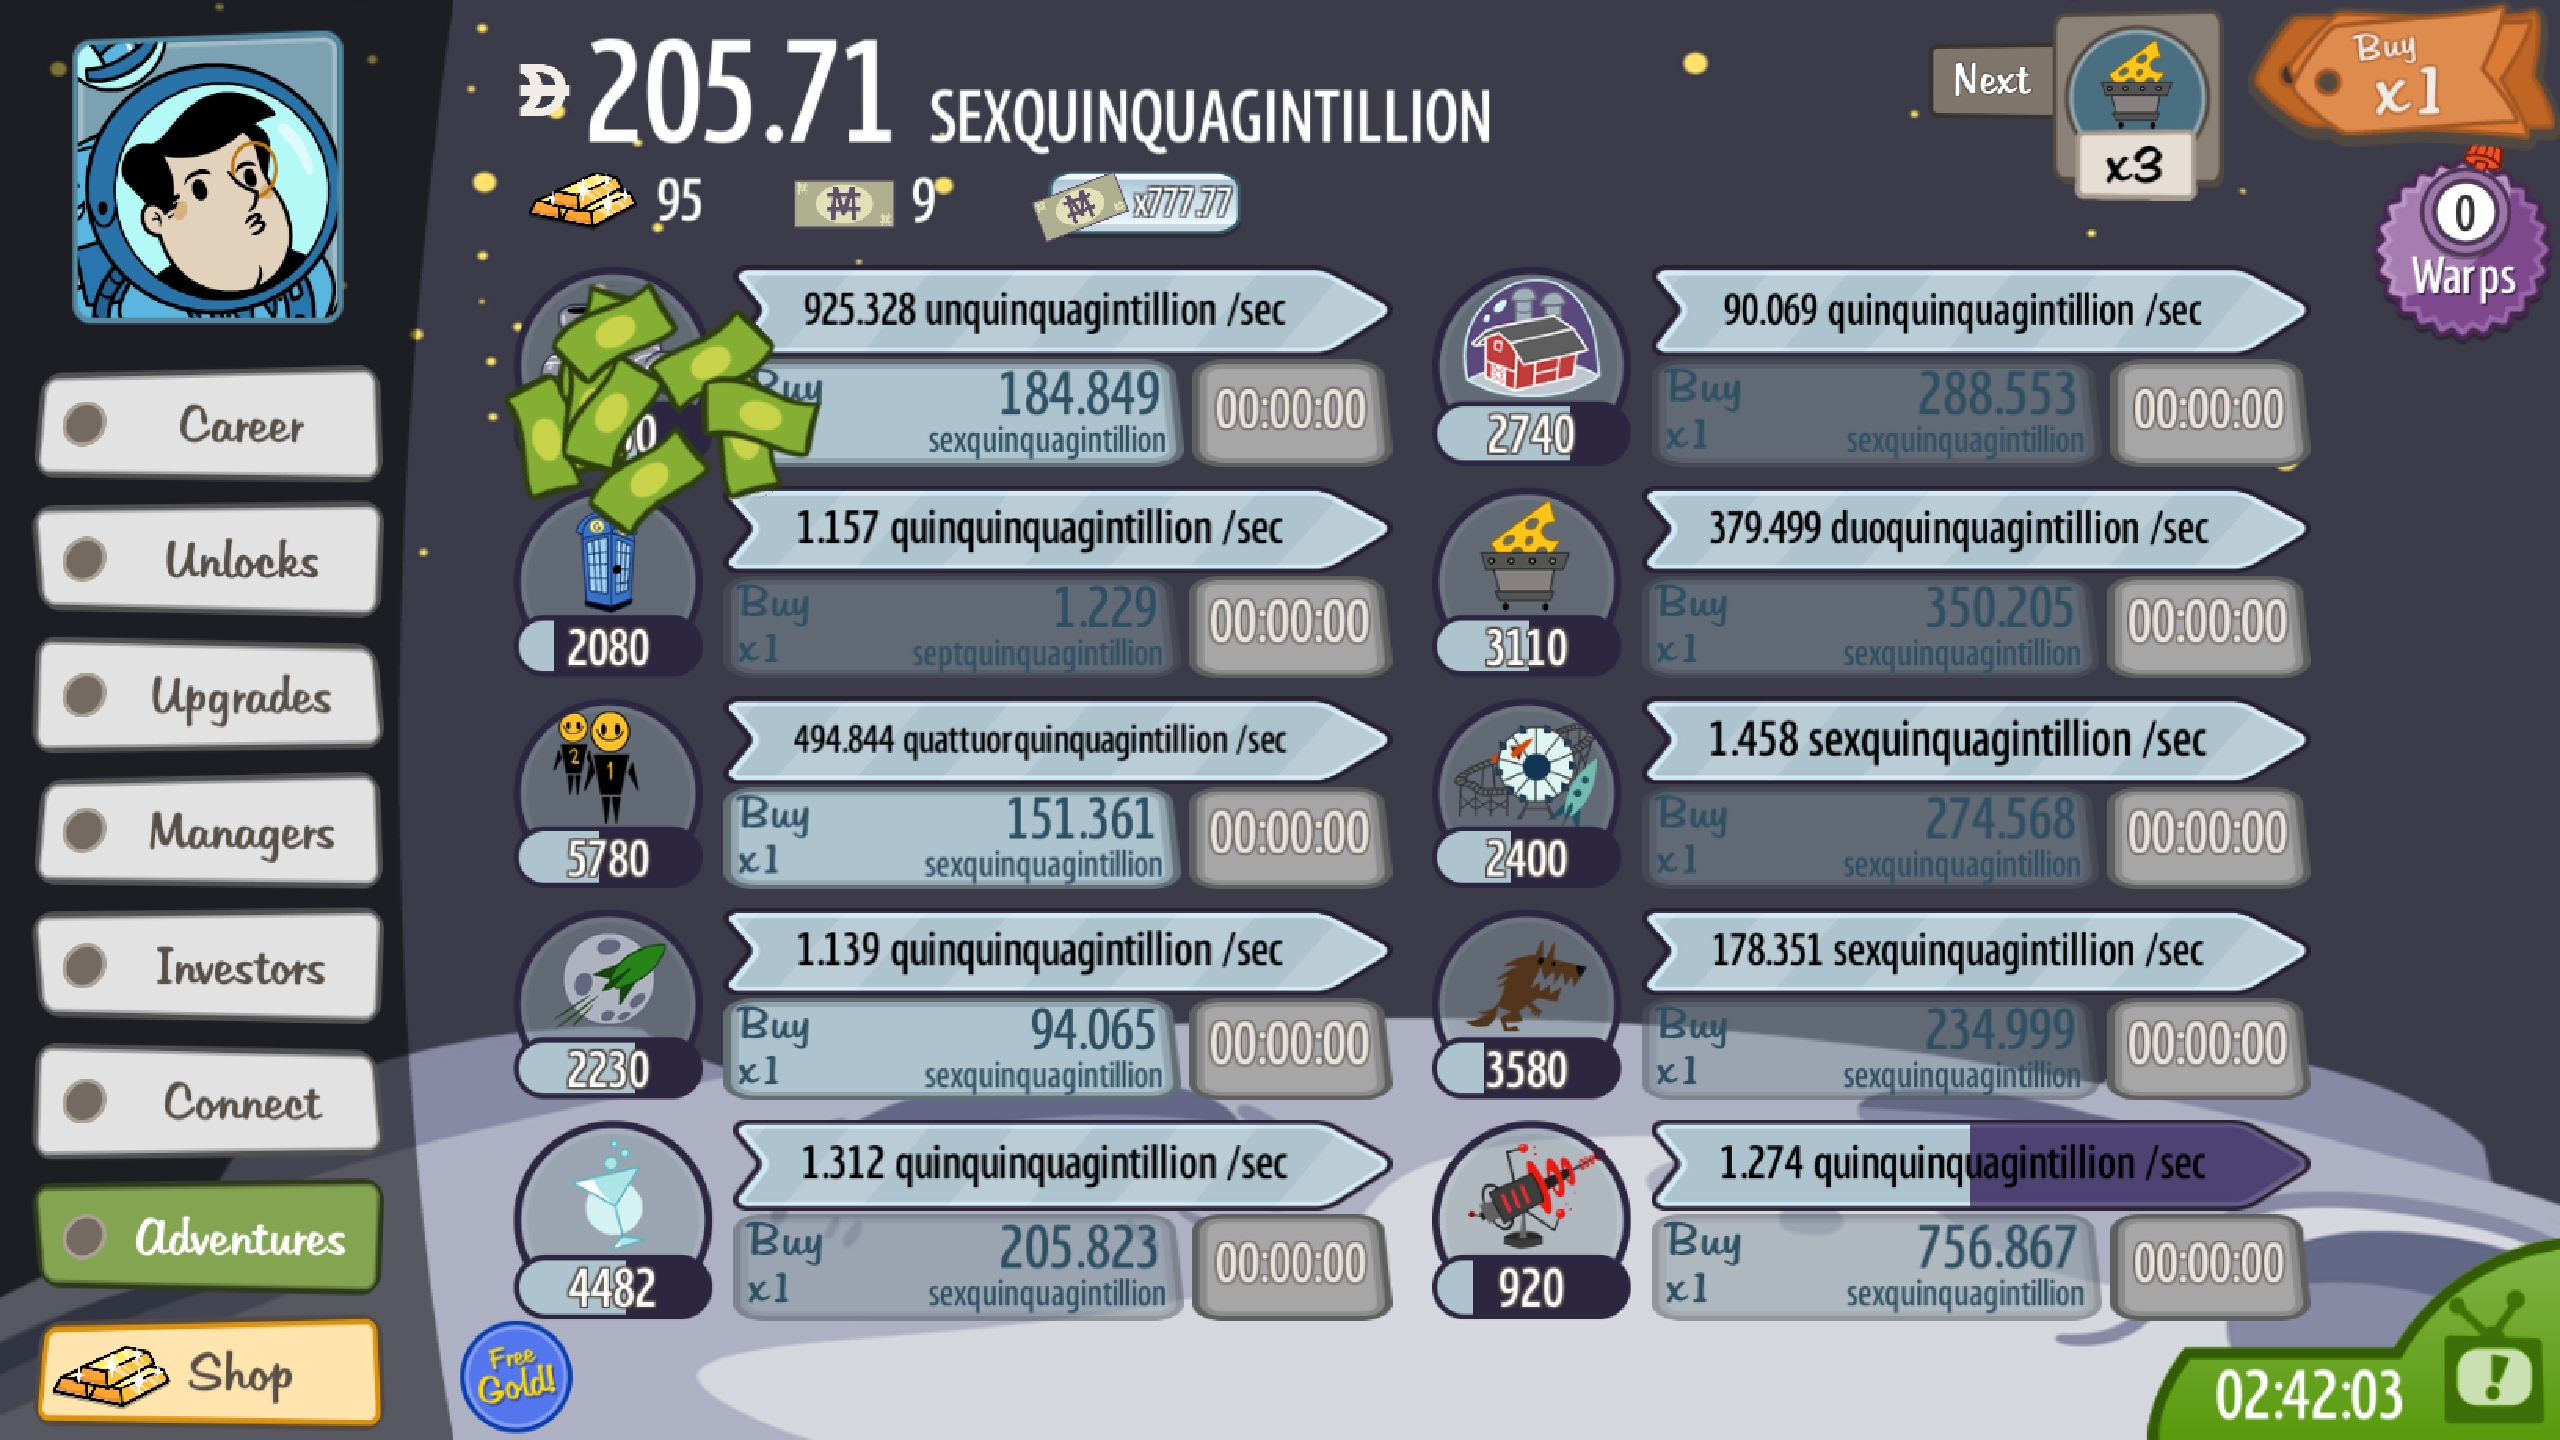 205.71 SEXQUINQUAGINTILLION
Next
x3
Buy
x1
95
9
x777.77
0
Warps
Career
Unlocks
Upgrades
Managers
Investors
Connect
Adventures
Shop
925.328 unquinquagintillion /sec
Buy 184.849
sexquinquagintillion
00:00:00
90.069 quinquinquagintillion /sec
Buy 288.553
x1 sexquinquagintillion
00:00:00
2740
1.157 quinquinquagintillion /sec
Buy 1.229
x1 septquinquagintillion
00:00:00
2080
379.499 duoquinquagintillion /sec
Buy 350.205
x1 sexquinquagintillion
00:00:00
3110
2
1
494.844 quattuorquinquagintillion /sec
Buy 151.361
x1 sexquinquagintillion
00:00:00
5780
1.458 sexquinquagintillion /sec
Buy 274.568
x1 sexquinquagintillion
00:00:00
2400
1.139 quinquinquagintillion /sec
Buy 94.065
x1 sexquinquagintillion
00:00:00
2230
178.351 sexquinquagintillion /sec
Buy 234.999
x1 sexquinquagintillion
00:00:00
3580
1.312 quinquinquagintillion /sec
Buy 205.823
x1 sexquinquagintillion
00:00:00
4482
1.274 quinquinquagintillion /sec
Buy 756.867
x1 sexquinquagintillion
00:00:00
920
Free
Gold!
02:42:03